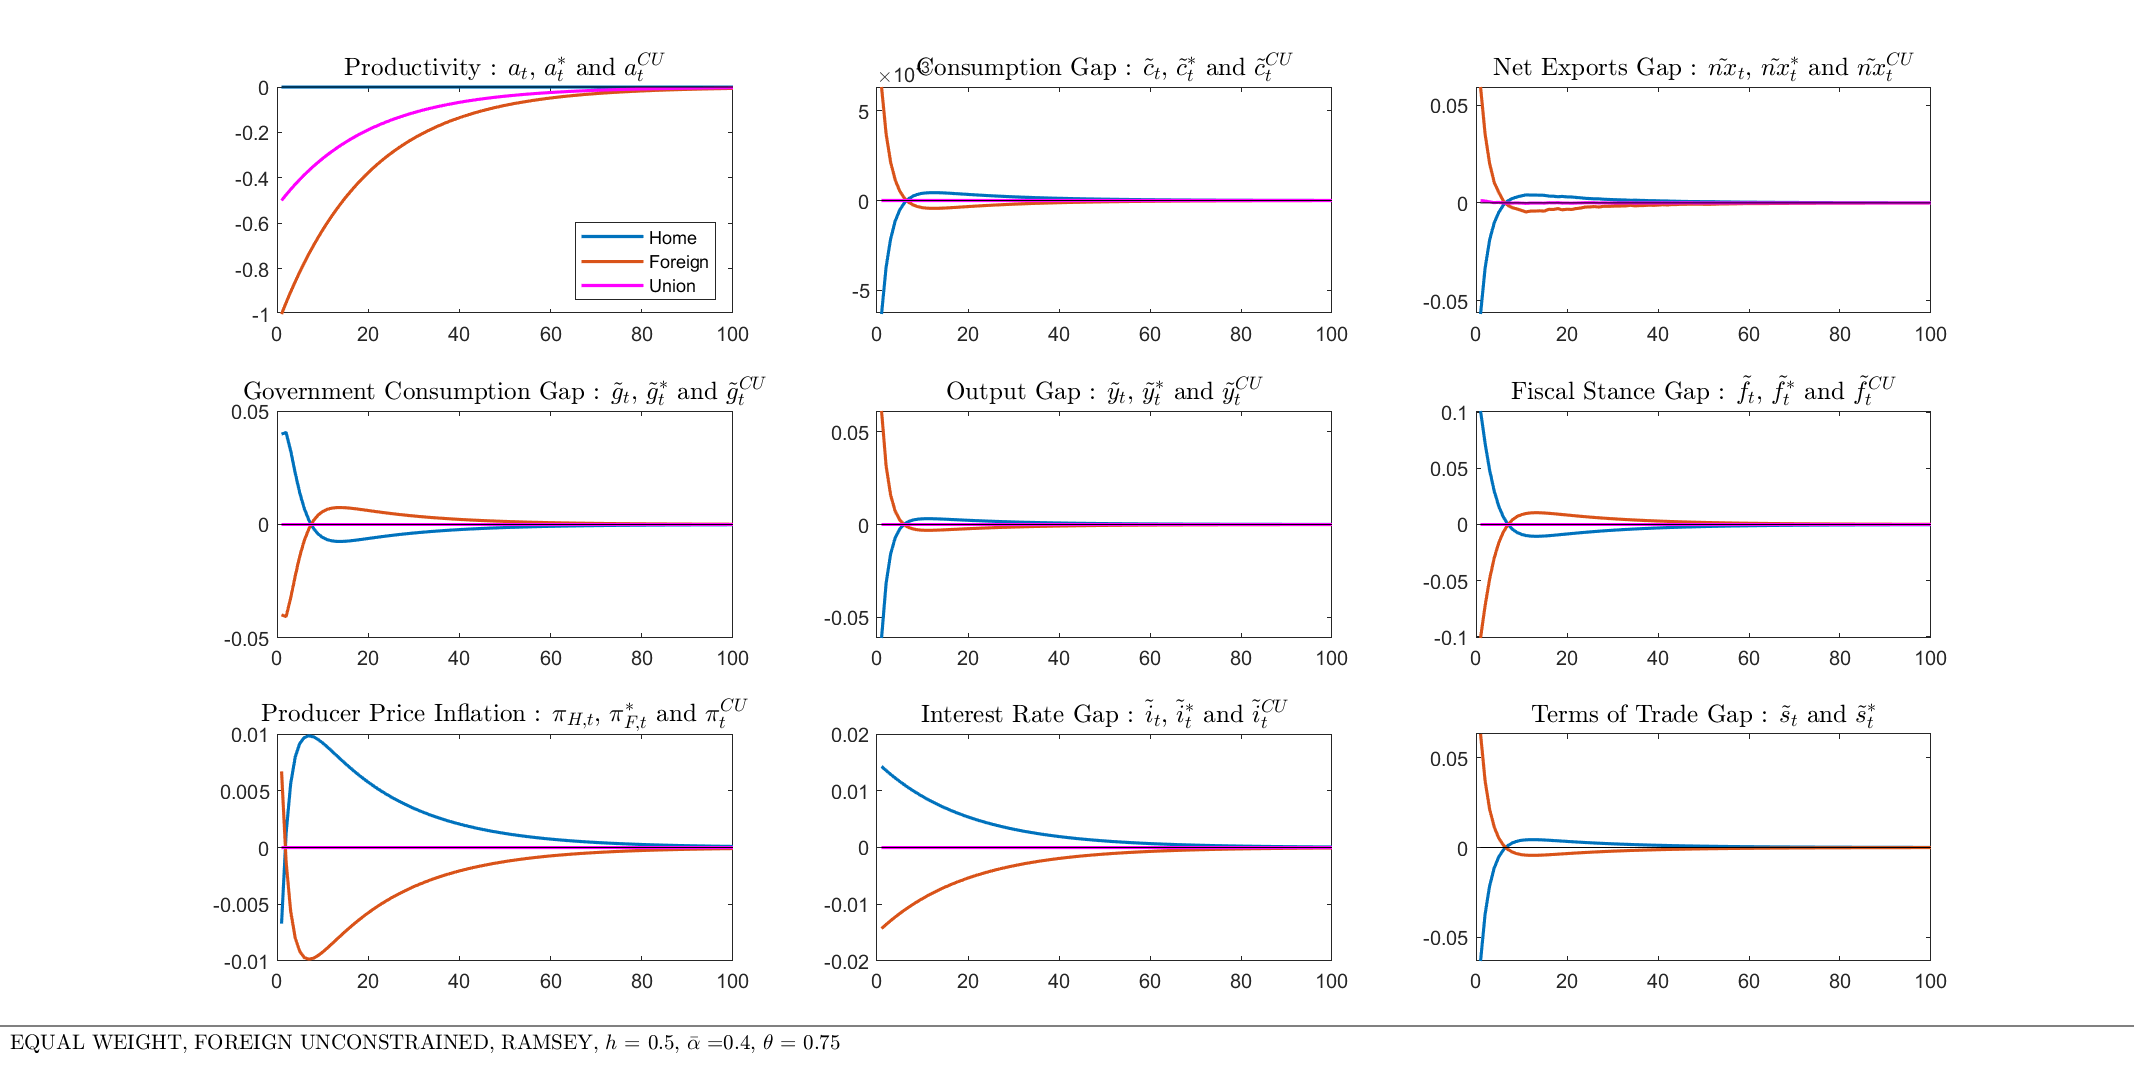 Productivity : a_t, a_t^* and a_t^{CU}
0
-0.2
-0.4
-0.6
-0.8
-1
0 20 40 60 80 100
Home
Foreign
Union
Consumption Gap : c̃_t, c̃_t^* and c̃_t^{CU}
5
0
-5
0 20 40 60 80 100
Net Exports Gap : ñx_t, ñx_t^* and ñx_t^{CU}
0.05
0
-0.05
0 20 40 60 80 100
Government Consumption Gap : g̃_t, g̃_t^* and g̃_t^{CU}
0.05
0
-0.05
0 20 40 60 80 100
Output Gap : ỹ_t, ỹ_t^* and ỹ_t^{CU}
0.05
0
-0.05
0 20 40 60 80 100
Fiscal Stance Gap : f̃_t, f̃_t^* and f̃_t^{CU}
0.1
0.05
0
-0.05
-0.1
0 20 40 60 80 100
Producer Price Inflation : π_{H,t}, π_{F,t}^* and π_t^{CU}
0.01
0.005
0
-0.005
-0.01
0 20 40 60 80 100
Interest Rate Gap : ĩ_t, ĩ_t^* and ĩ_t^{CU}
0.02
0.01
0
-0.01
-0.02
0 20 40 60 80 100
Terms of Trade Gap : s̃_t and s̃_t^*
0.05
0
-0.05
0 20 40 60 80 100
EQUAL WEIGHT, FOREIGN UNCONSTRAINED, RAMSEY, h = 0.5, ᾱ =0.4, θ = 0.75